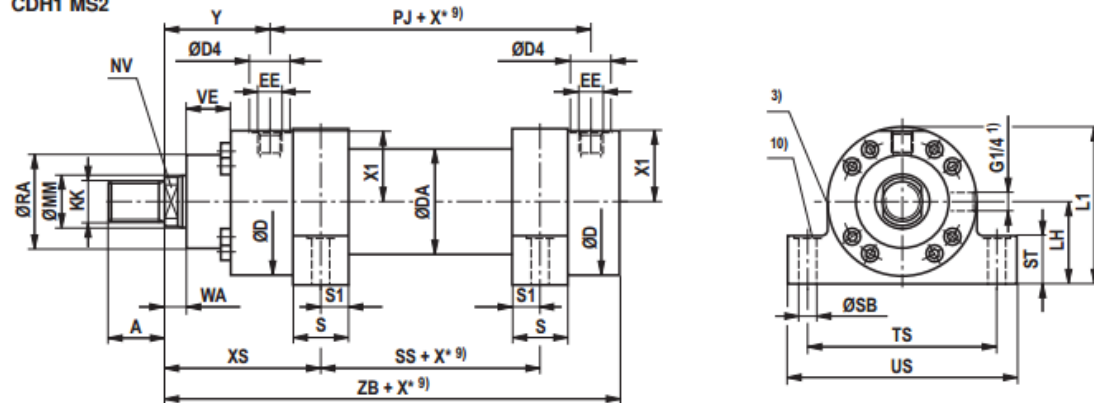 CDH1 MS2
Y
PJ + X* 9)
ØD4
ØD4
NV
EE
EE
VE
3)
10)
G1/4 1)
X1
X1
L1
ØRA
ØMM
KK
ØDA
LH
ØD
ØD
ST
WA
S1
S1
ØSB
A
S
S
TS
XS
SS + X* 9)
US
ZB + X* 9)